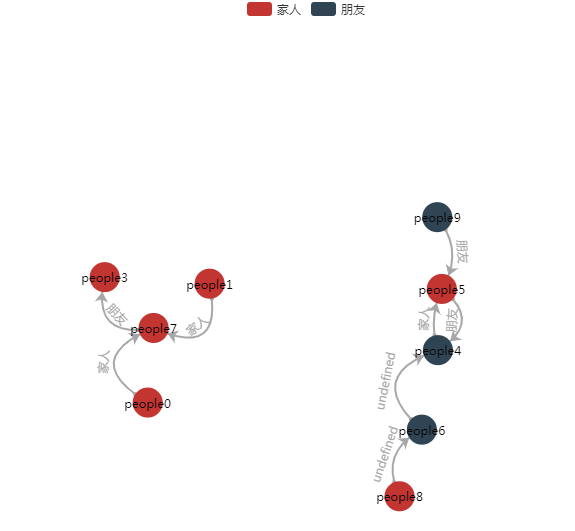 家人
朋友
people9
朋友
people3
people1
people5
朋友
家人
people7
家人
朋友
people4
家人
people0
undefined
people6
undefined
people8